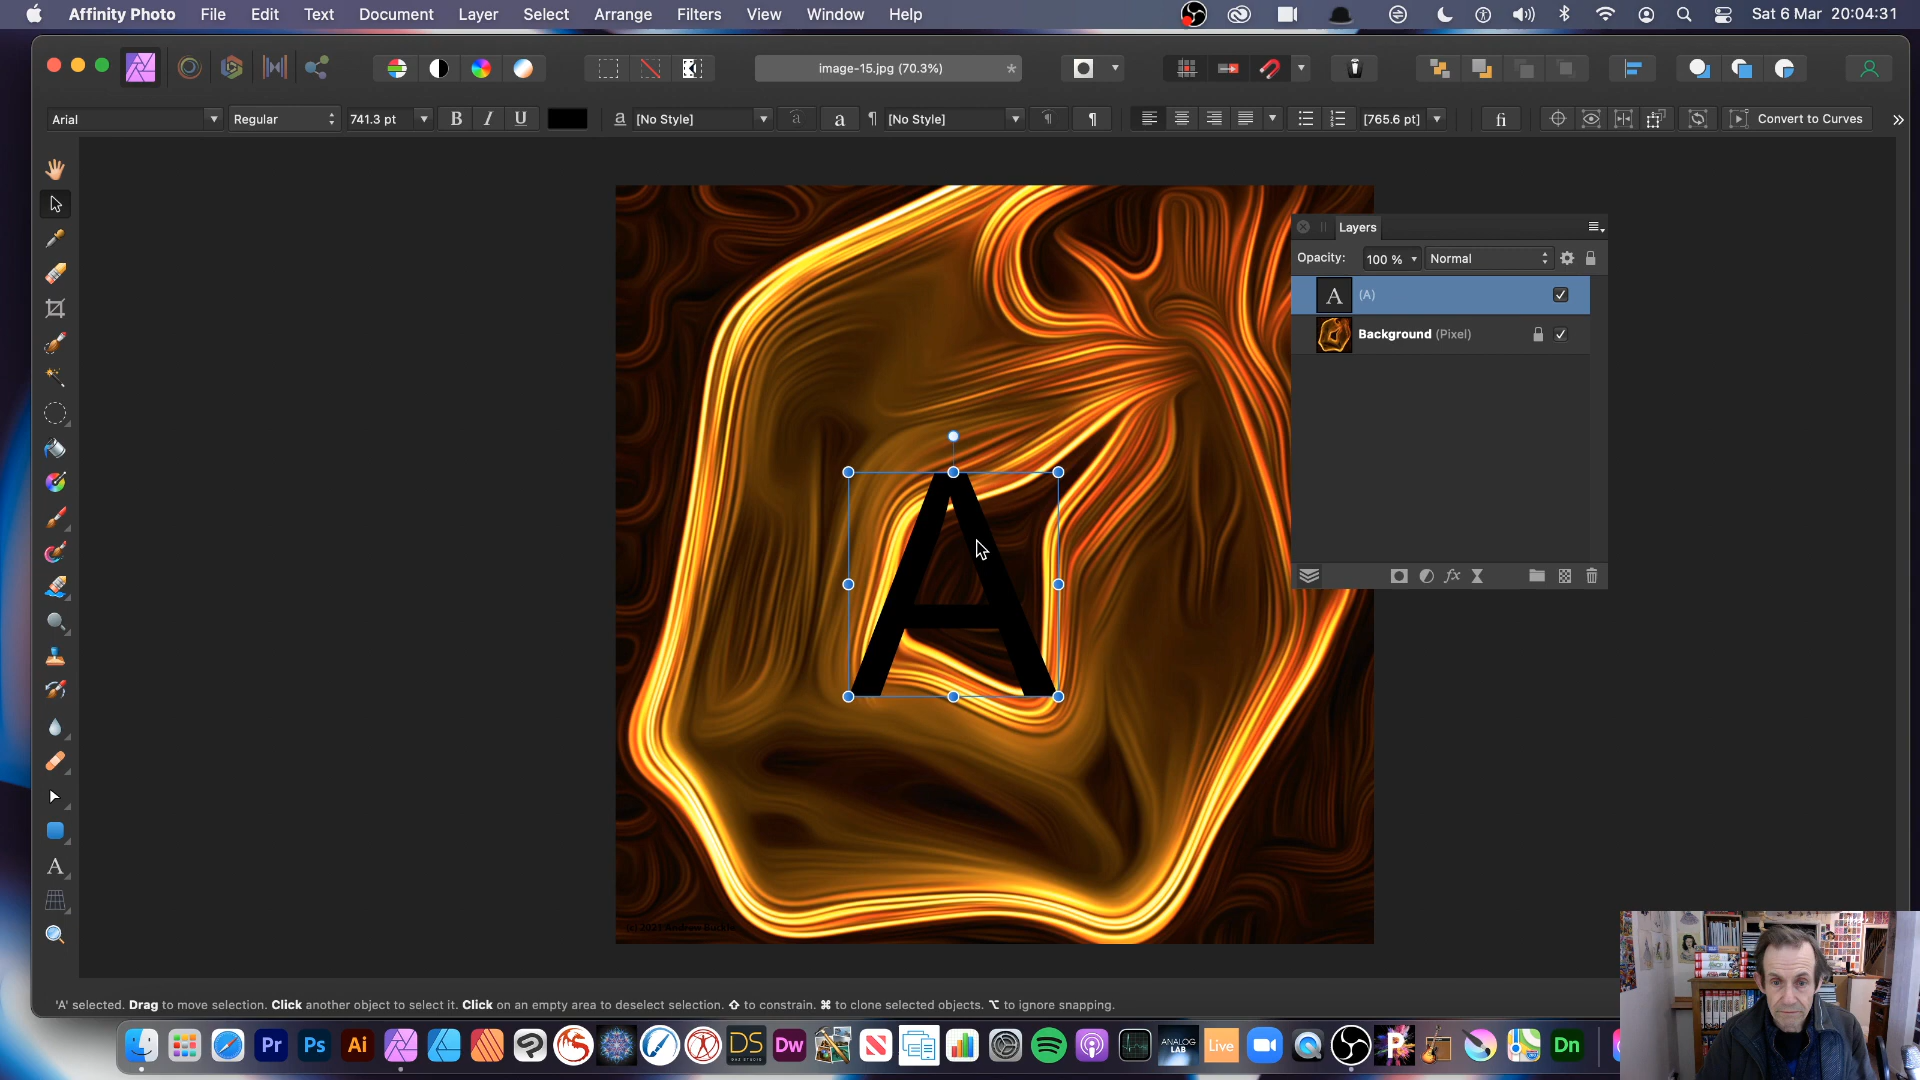 Affinity Photo File Edit Text Document Layer Select Arrange Filters View Window Help Sat 6 Mar 20:04:31
image-15.jpg (70.3%) *
Arial Regular 741.3 pt B I U a [No Style] a a ¶ [No Style] ¶ ¶ [765.6 pt] fi Convert to Curves »
Layers
Opacity: 100 % Normal
A (A)
Background (Pixel)
A
fx
A
'A' selected. Drag to move selection. Click another object to select it. Click on an empty area to deselect selection. ⇧ to constrain. ⌘ to clone selected objects. ⌥ to ignore snapping.
Pr Ps Ai DS Dw ANALOG LAB Live P Dn